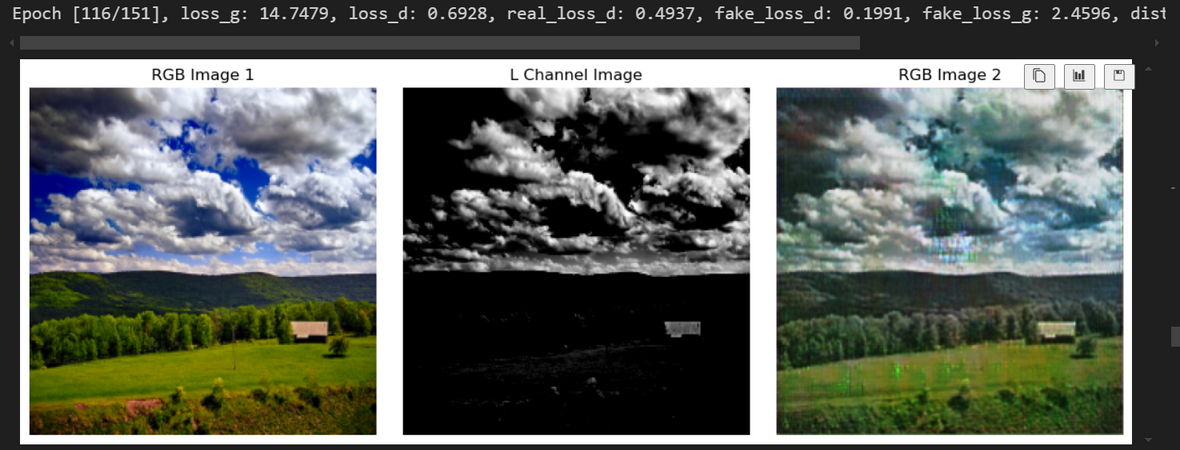 Epoch [116/151], loss_g: 14.7479, loss_d: 0.6928, real_loss_d: 0.4937, fake_loss_d: 0.1991, fake_loss_g: 2.4596, dist
RGB Image 1
L Channel Image
RGB Image 2